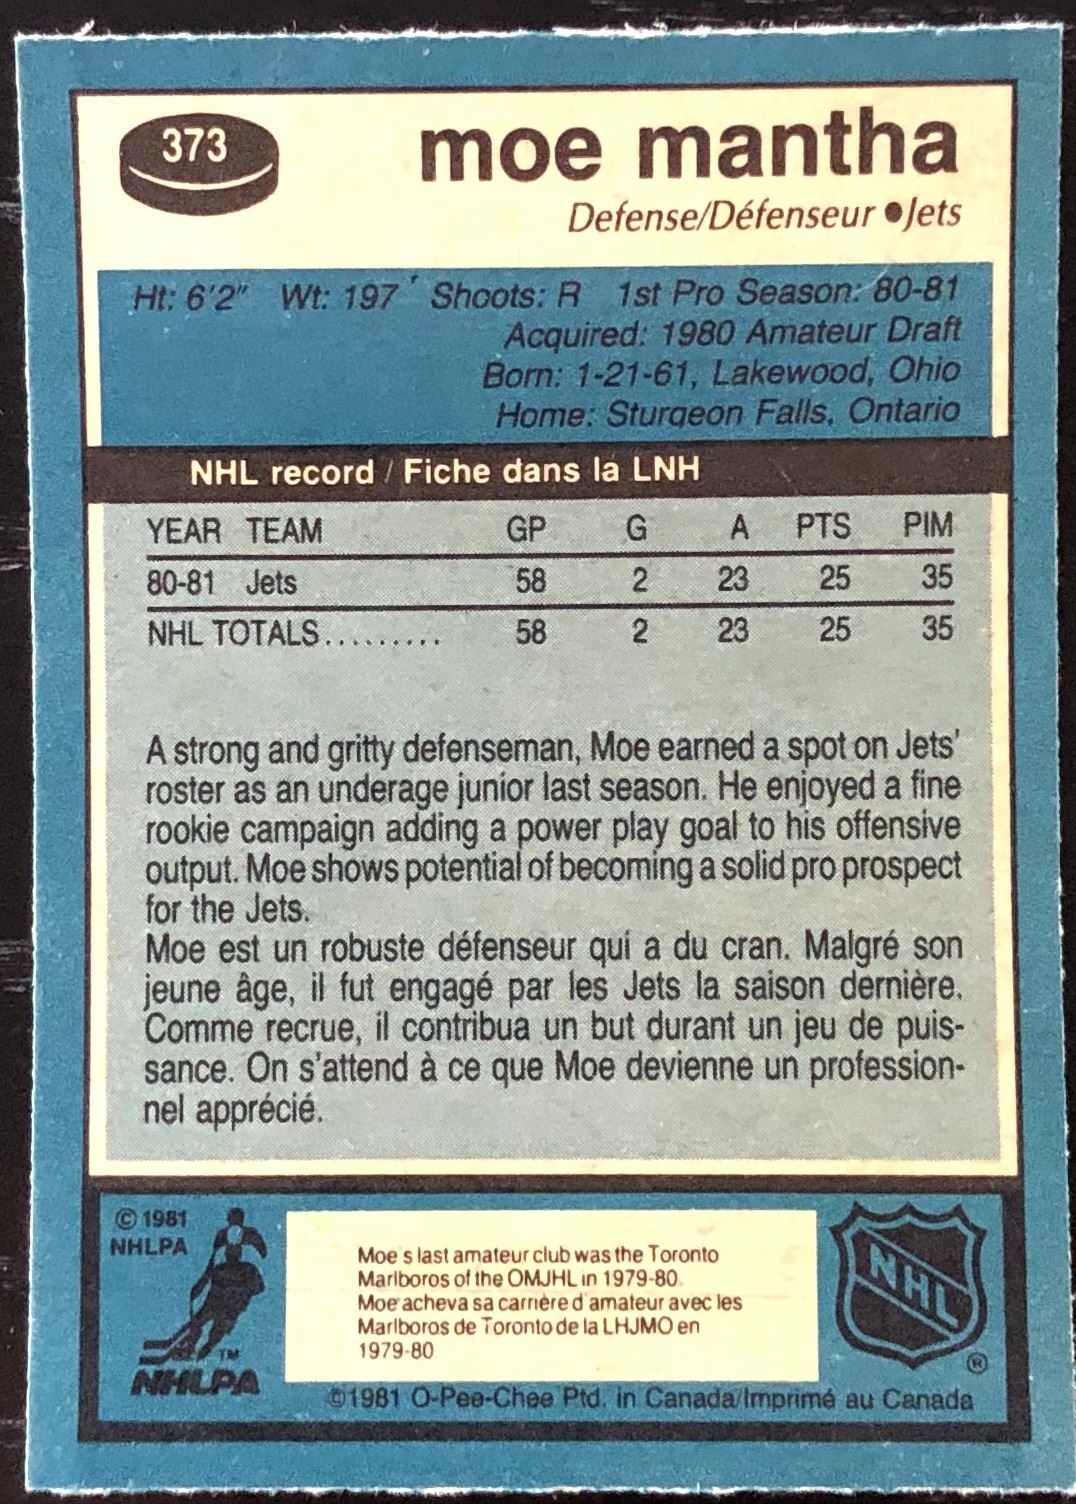 373
moe mantha
Defense/Défenseur ●Jets
Ht: 6'2" Wt: 197 Shoots: R 1st Pro Season: 80-81
Acquired: 1980 Amateur Draft
Born: 1-21-61, Lakewood, Ohio
Home: Sturgeon Falls, Ontario
NHL record / Fiche dans la LNH
YEAR TEAM GP G A PTS PIM
80-81 Jets 58 2 23 25 35
NHL TOTALS......... 58 2 23 25 35
A strong and gritty defenseman, Moe earned a spot on Jets'
roster as an underage junior last season. He enjoyed a fine
rookie campaign adding a power play goal to his offensive
output. Moe shows potential of becoming a solid pro prospect
for the Jets.
Moe est un robuste défenseur qui a du cran. Malgré son
jeune âge, il fut engagé par les Jets la saison dernière.
Comme recrue, il contribua un but durant un jeu de puis-
sance. On s'attend à ce que Moe devienne un profession-
nel apprécié.
© 1981
NHLPA
TM
NHLPA
Moe s last amateur club was the Toronto
Marlboros of the OMJHL in 1979-80.
Moe acheva sa carrière d'amateur avec les
Marlboros de Toronto de la LHJMO en
1979-80
NHL
®
©1981 O-Pee-Chee Ptd. in Canada/Imprimé au Canada